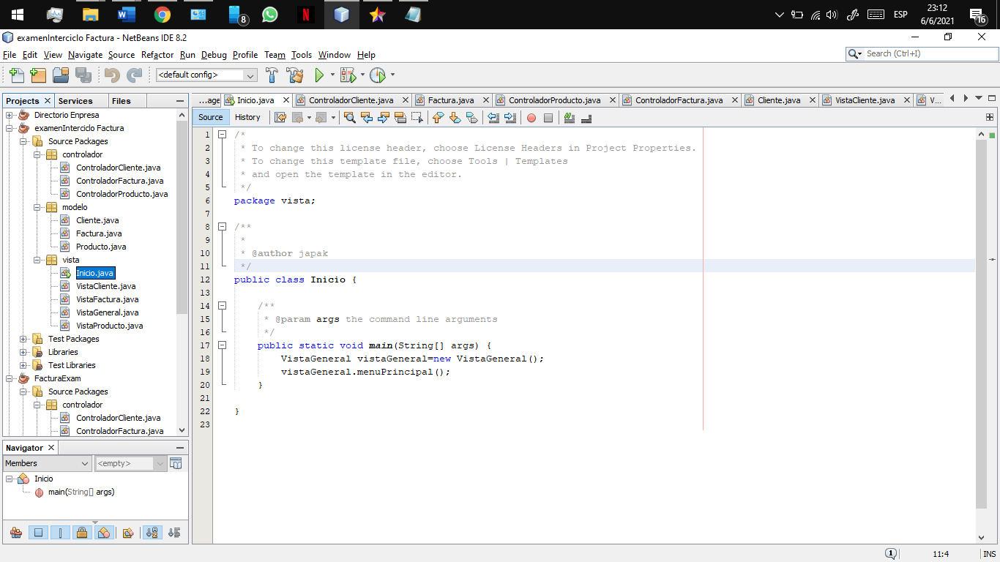 8
ESP
23:12
6/6/2021
16
examenInterciclo Factura - NetBeans IDE 8.2
File Edit View Navigate Source Refactor Run Debug Profile Team Tools Window Help
Search (Ctrl+I)
<default config>
Projects Services Files
Directorio Enpresa
examenInterciclo Factura
Source Packages
controlador
ControladorCliente.java
ControladorFactura.java
ControladorProducto.java
modelo
Cliente.java
Factura.java
Producto.java
vista
Inicio.java
VistaCliente.java
VistaFactura.java
VistaGeneral.java
VistaProducto.java
Test Packages
Libraries
Test Libraries
FacturaExam
Source Packages
controlador
ControladorCliente.java
ControladorFactura.java
Navigator
Members <empty>
Inicio
main(String[] args)
...age Inicio.java ControladorCliente.java Factura.java ControladorProducto.java ControladorFactura.java Cliente.java VistaCliente.java V...
Source History
1 /*
2 * To change this license header, choose License Headers in Project Properties.
3 * To change this template file, choose Tools | Templates
4 * and open the template in the editor.
5 */
6 package vista;
7
8 /**
9 *
10 * @author japak
11 */
12 public class Inicio {
13
14 /**
15 * @param args the command line arguments
16 */
17 public static void main(String[] args) {
18 VistaGeneral vistaGeneral=new VistaGeneral();
19 vistaGeneral.menuPrincipal();
20 }
21
22 }
23
1
11:4
INS